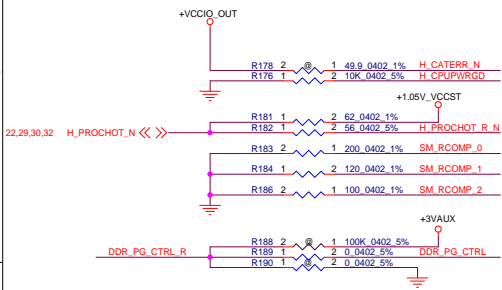 +VCCIO_OUT
R178 2 @ 1 49.9_0402_1% H_CATERR_N
R176 1 2 10K_0402_5% H_CPUPWRGD
+1.05V_VCCST
R181 1 2 62_0402_1%
22,29,30,32 H_PROCHOT_N R182 1 2 56_0402_5% H_PROCHOT_R_N
R183 2 1 200_0402_1% SM_RCOMP_0
R184 1 2 120_0402_1% SM_RCOMP_1
R186 2 1 100_0402_1% SM_RCOMP_2
+3VAUX
R188 2 @ 1 100K_0402_5%
DDR_PG_CTRL_R R189 1 2 0_0402_5% DDR_PG_CTRL
R190 1 @ 2 0_0402_5%